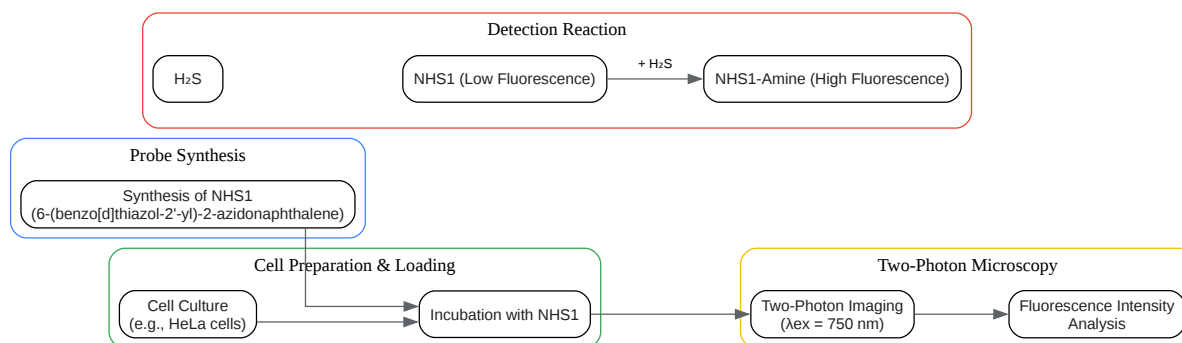 Detection Reaction
H₂S
NHS1 (Low Fluorescence)
+ H₂S
NHS1-Amine (High Fluorescence)
Probe Synthesis
Synthesis of NHS1
(6-(benzo[d]thiazol-2'-yl)-2-azidonaphthalene)
Cell Preparation & Loading
Cell Culture
(e.g., HeLa cells)
Incubation with NHS1
Two-Photon Microscopy
Two-Photon Imaging
(λex = 750 nm)
Fluorescence Intensity
Analysis